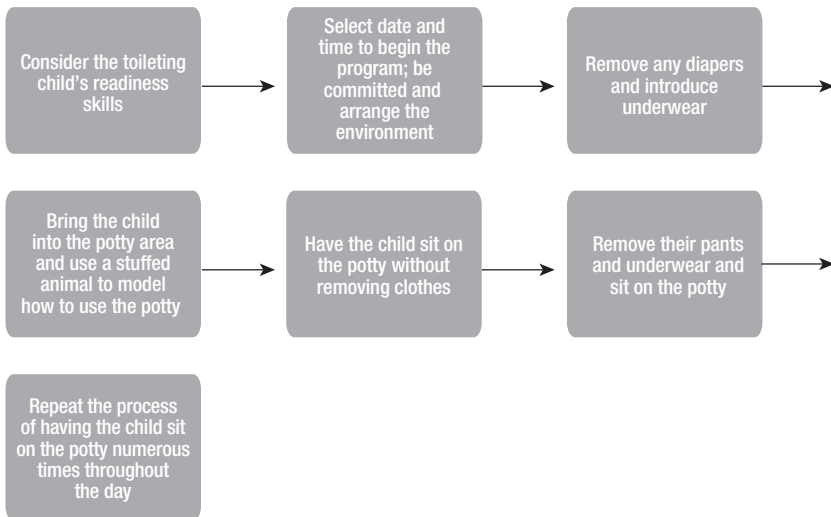 Consider the toileting
child's readiness
skills
Select date and
time to begin the
program; be
committed and
arrange the
environment
Remove any diapers
and introduce
underwear
Bring the child
into the potty area
and use a stuffed
animal to model
how to use the potty
Have the child sit on
the potty without
removing clothes
Remove their pants
and underwear and
sit on the potty
Repeat the process
of having the child sit
on the potty numerous
times throughout
the day